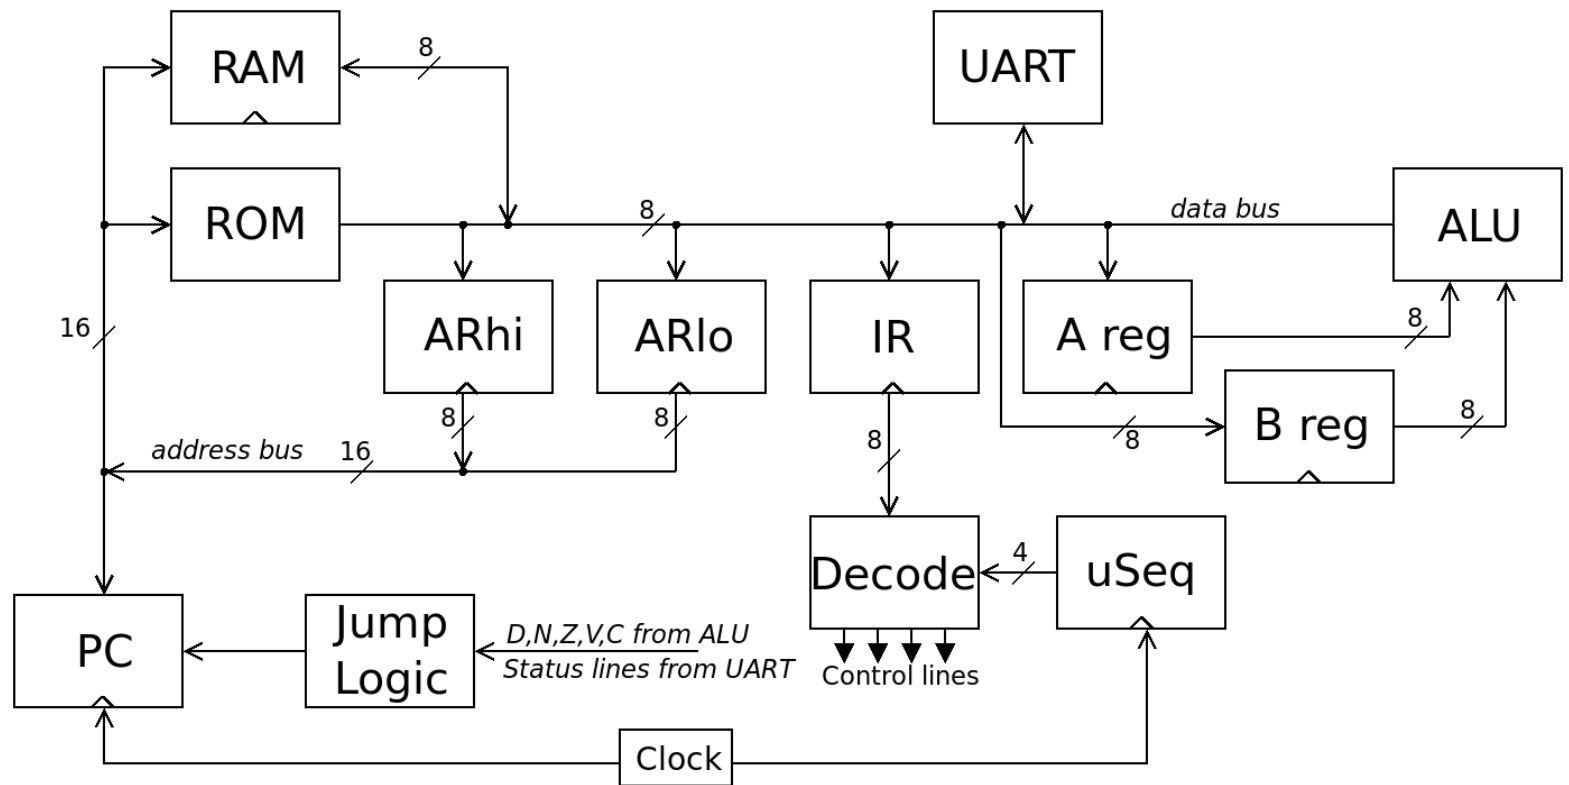 RAM
8
UART
ROM
8
data bus
ALU
16
ARhi
ARlo
IR
A reg
8
8
8
8
8
B reg
8
address bus
16
Decode
4
uSeq
PC
Jump
Logic
D,N,Z,V,C from ALU
Status lines from UART
Control lines
Clock